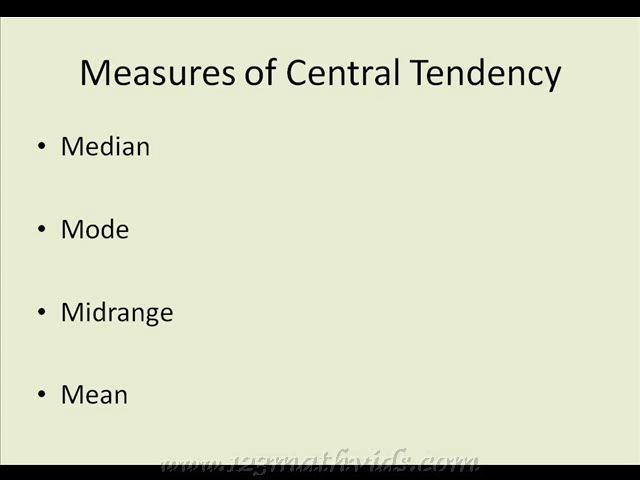 Measures of Central Tendency
• Median
• Mode
• Midrange
• Mean
www.123mathvids.com